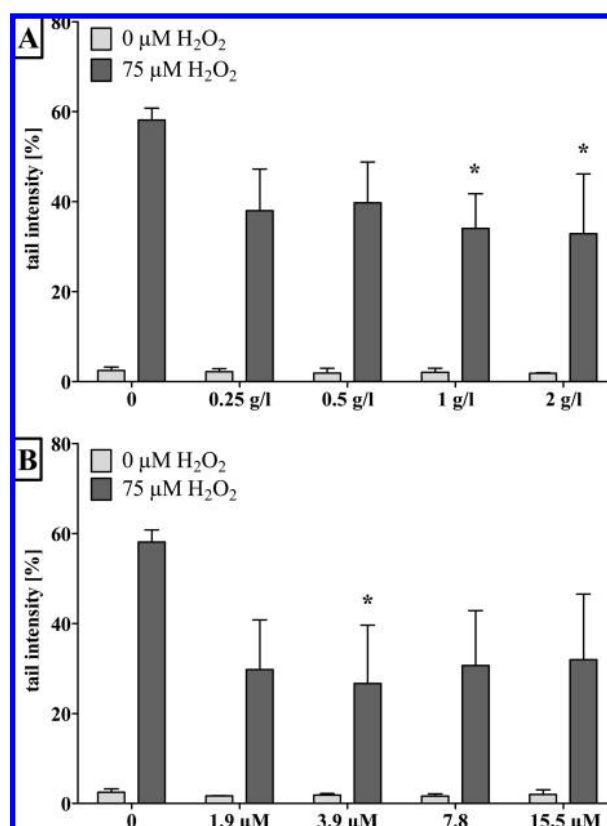 A
80
0 μM H₂O₂
75 μM H₂O₂
60
*
*
tail intensity [%]
40
20
0
0 0.25 g/l 0.5 g/l 1 g/l 2 g/l
B
80
0 μM H₂O₂
75 μM H₂O₂
60
*
tail intensity [%]
40
20
0
0 1.9 μM 3.9 μM 7.8 15.5 μM